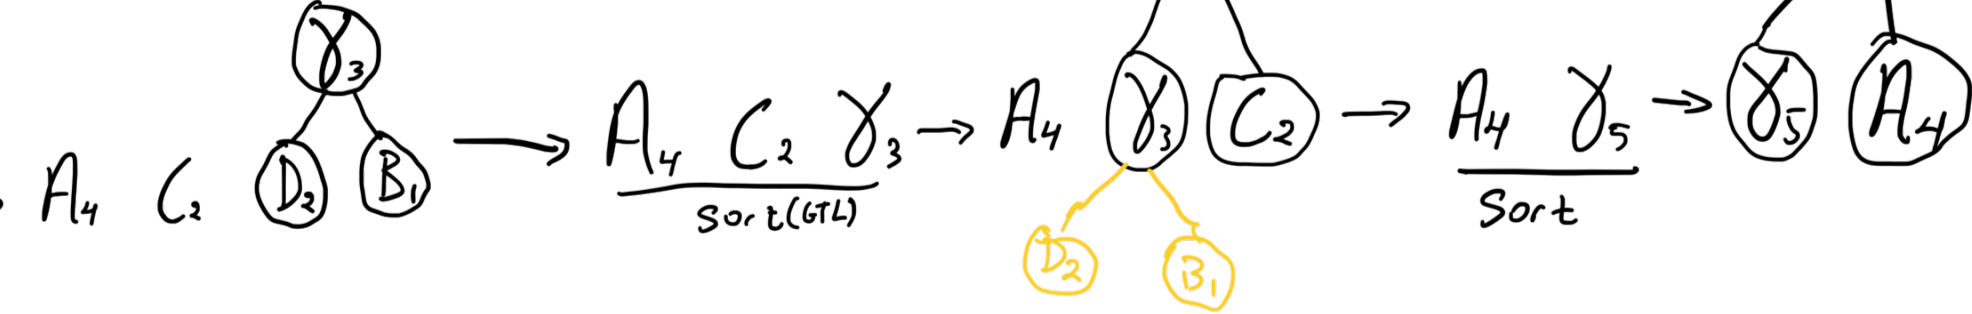 γ₃
A₄ C₂ D₂ B₁ → A₄ C₂ γ₃ → A₄ γ₃ C₂ → A₄ γ₅ → γ₅ A₄
Sort(GTL) Sort
D₂ B₁